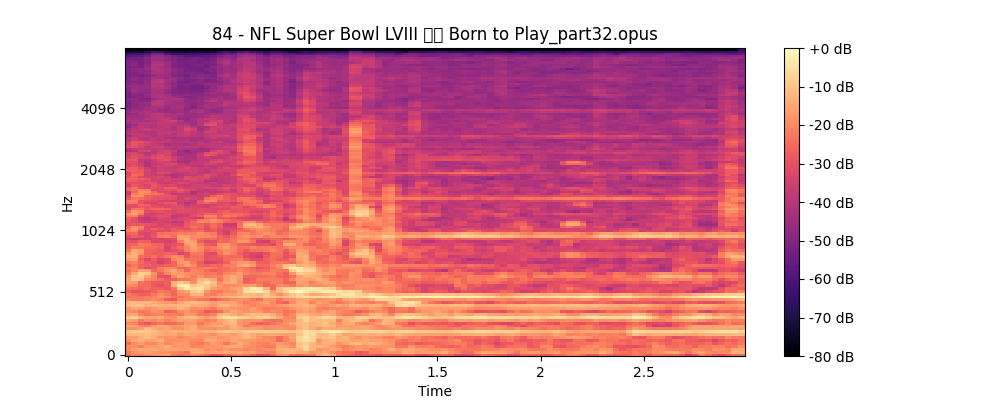 84 - NFL Super Bowl LVIII Born to Play_part32.opus
+0 dB
4096
-10 dB
-20 dB
2048
-30 dB
Hz
-40 dB
1024
-50 dB
512
-60 dB
-70 dB
0
-80 dB
0
0.5
1
1.5
2
2.5
Time